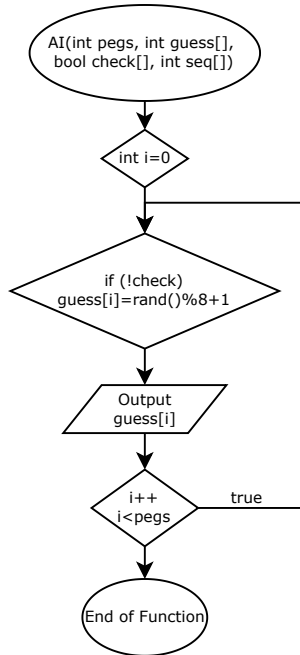 AI(int pegs, int guess[],
bool check[], int seq[])
int i=0
if (!check)
guess[i]=rand()%8+1
Output
guess[i]
i++
i<pegs
true
End of Function